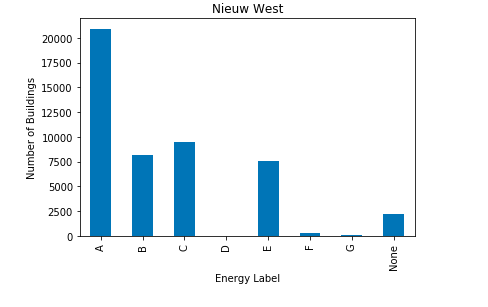 Nieuw West
20000
17500
15000
12500
10000
7500
5000
2500
0
Number of Buildings
A
B
C
D
E
F
G
None
Energy Label